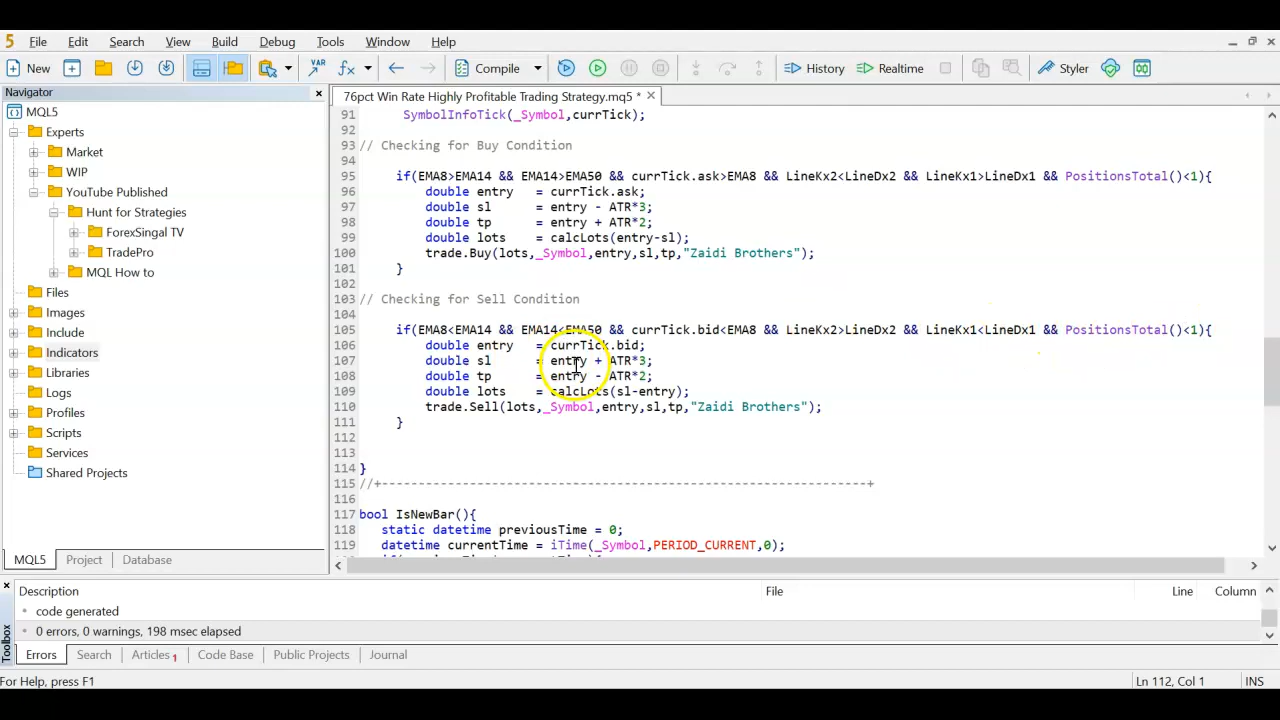 File Edit Search View Build Debug Tools Window Help
New VAR Compile History Realtime Styler
Navigator
76pct Win Rate Highly Profitable Trading Strategy.mq5 *
MQL5
Experts
Market
WIP
YouTube Published
Hunt for Strategies
ForexSingal TV
TradePro
MQL How to
Files
Images
Include
Indicators
Libraries
Logs
Profiles
Scripts
Services
Shared Projects
MQL5 Project Database
91 SymbolInfoTick(_Symbol,currTick);
92
93 // Checking for Buy Condition
94
95 if(EMA8>EMA14 && EMA14>EMA50 && currTick.ask>EMA8 && LineKx2<LineDx2 && LineKx1>LineDx1 && PositionsTotal()<1){
96 double entry = currTick.ask;
97 double sl = entry - ATR*3;
98 double tp = entry + ATR*2;
99 double lots = calcLots(entry-sl);
100 trade.Buy(lots,_Symbol,entry,sl,tp,"Zaidi Brothers");
101 }
102
103 // Checking for Sell Condition
104
105 if(EMA8<EMA14 && EMA14<EMA50 && currTick.bid<EMA8 && LineKx2>LineDx2 && LineKx1<LineDx1 && PositionsTotal()<1){
106 double entry = currTick.bid;
107 double sl = entry + ATR*3;
108 double tp = entry - ATR*2;
109 double lots = calcLots(sl-entry);
110 trade.Sell(lots,_Symbol,entry,sl,tp,"Zaidi Brothers");
111 }
112
113
114 }
115 //+------------------------------------------------------------------+
116
117 bool IsNewBar(){
118 static datetime previousTime = 0;
119 datetime currentTime = iTime(_Symbol,PERIOD_CURRENT,0);
Description File Line Column
code generated
0 errors, 0 warnings, 198 msec elapsed
Toolbox
Errors Search Articles 1 Code Base Public Projects Journal
For Help, press F1 Ln 112, Col 1 INS